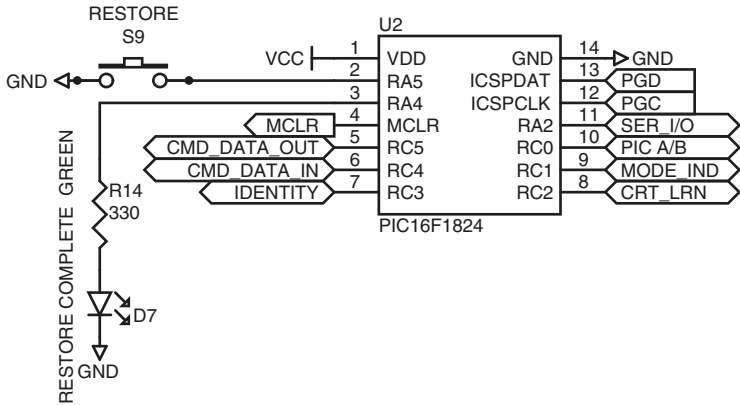 RESTORE
S9
GND
VCC
U2
1 VDD
2 RA5
3 RA4
4 MCLR
5 RC5
6 RC4
7 RC3
GND 14
ICSPDAT 13
ICSPCLK 12
RA2 11
RC0 10
RC1 9
RC2 8
GND
PGD
PGC
SER_I/O
PIC A/B
MODE_IND
CRT_LRN
MCLR
CMD_DATA_OUT
CMD_DATA_IN
IDENTITY
PIC16F1824
RESTORE COMPLETE GREEN
R14
330
D7
GND